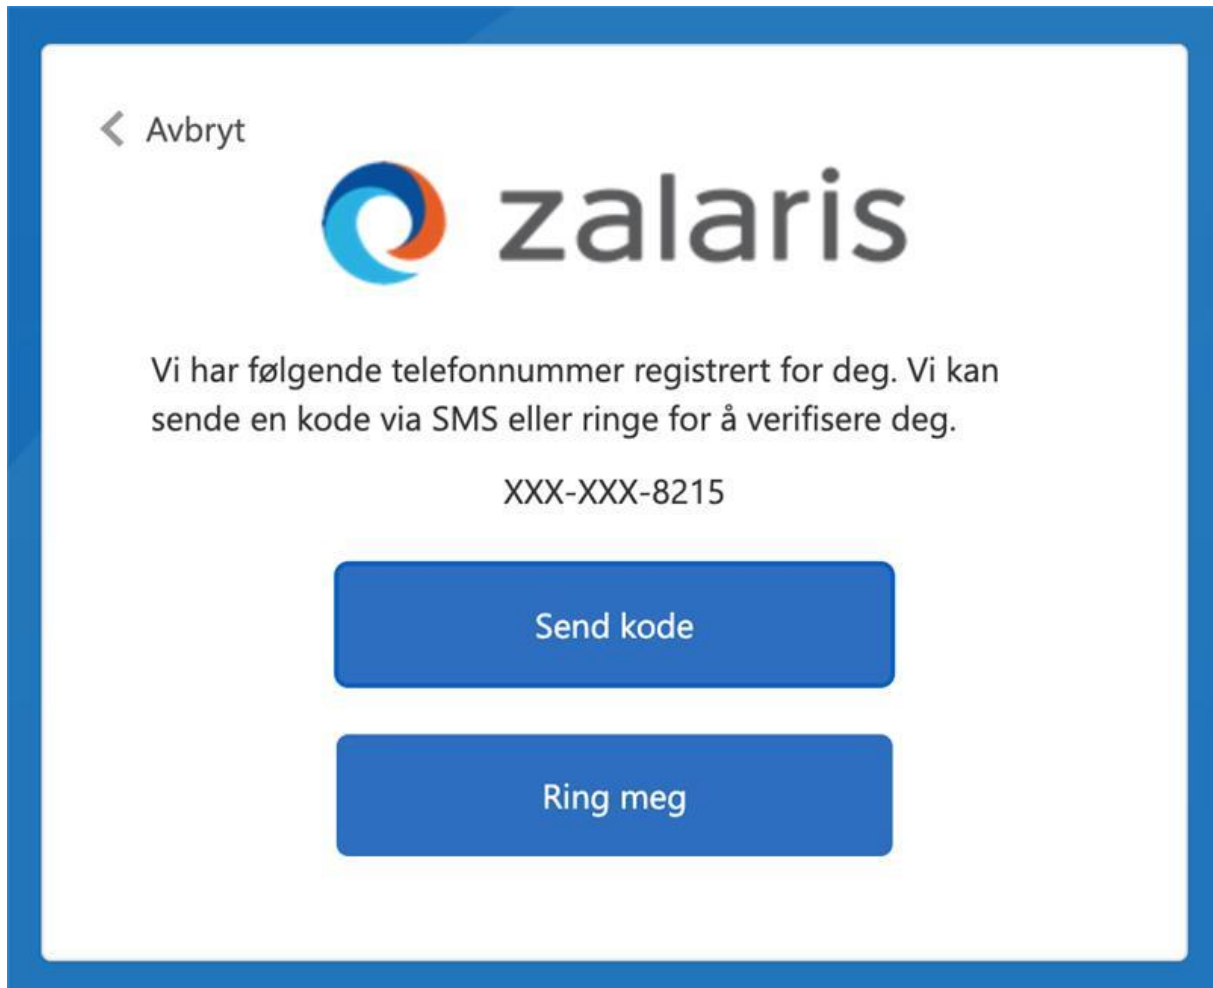 Avbryt
zalaris
Vi har følgende telefonnummer registrert for deg. Vi kan
sende en kode via SMS eller ringe for å verifisere deg.
XXX-XXX-8215
Send kode
Ring meg